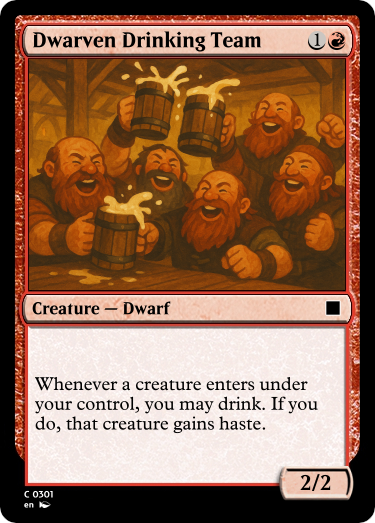 Dwarven Drinking Team 1
Creature — Dwarf
Whenever a creature enters under
your control, you may drink. If you
do, that creature gains haste.
2/2
C 0301
en